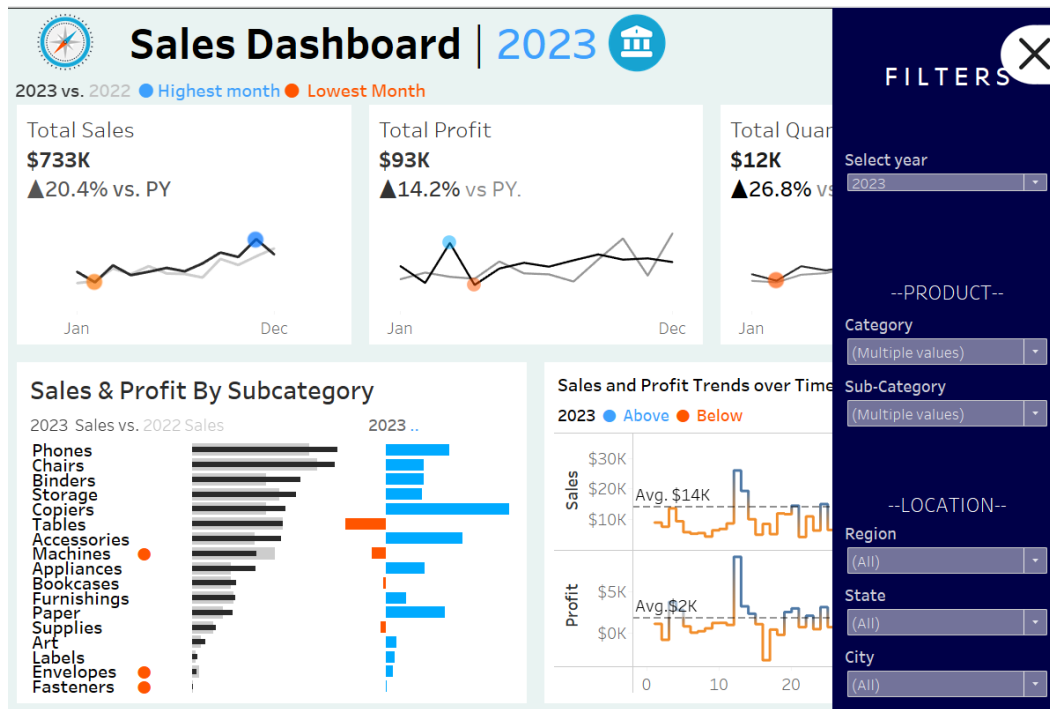 Sales Dashboard | 2023
2023 vs. 2022 Highest month Lowest Month
Total Sales
$733K
▲20.4% vs. PY
Jan Dec
Total Profit
$93K
▲14.2% vs PY.
Jan Dec
Total Quan
$12K
▲26.8% vs
Jan
Sales & Profit By Subcategory
2023 Sales vs. 2022 Sales
2023 ..
Phones
Chairs
Binders
Storage
Copiers
Tables
Accessories
Machines
Appliances
Bookcases
Furnishings
Paper
Supplies
Art
Labels
Envelopes
Fasteners
Sales and Profit Trends over Time
2023 Above Below
Sales
$30K
$20K
$10K
Avg. $14K
Profit
$5K
$0K
Avg.$2K
0 10 20
FILTERS
Select year
2023
--PRODUCT--
Category
(Multiple values)
Sub-Category
(Multiple values)
--LOCATION--
Region
(All)
State
(All)
City
(All)